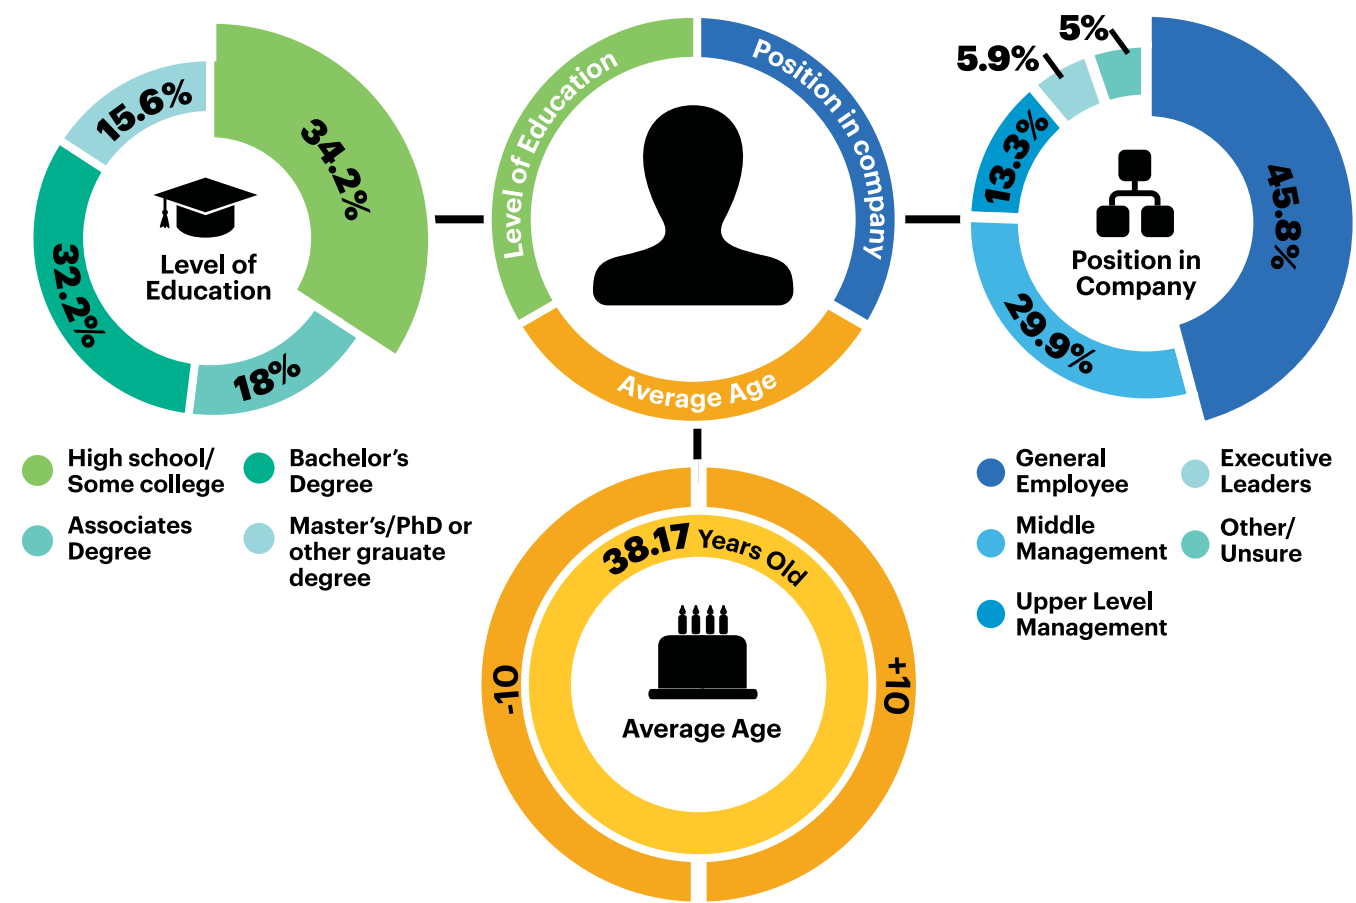 15.6%
34.2%
32.2%
18%
Level of
Education
High school/
Some college
Bachelor's
Degree
Associates
Degree
Master's/PhD or
other grauate
degree
Level of Education
Position in company
Average Age
5%
5.9%
13.3%
45.8%
29.9%
Position in
Company
General
Employee
Executive
Leaders
Middle
Management
Other/
Unsure
Upper Level
Management
38.17 Years Old
-10
+10
Average Age